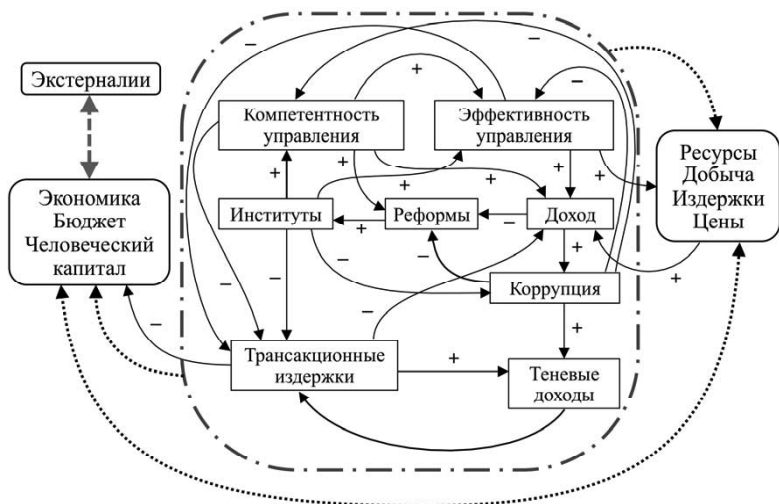 Экстерналии
Экономика
Бюджет
Человеческий
капитал
Компетентность
управления
Эффективность
управления
Институты
Реформы
Доход
Коррупция
Трансакционные
издержки
Теневые
доходы
Ресурсы
Добыча
Издержки
Цены
−
−
+
−
+
+
+
+
+
+
+
−
+
−
−
+
−
−
−
−
+
+